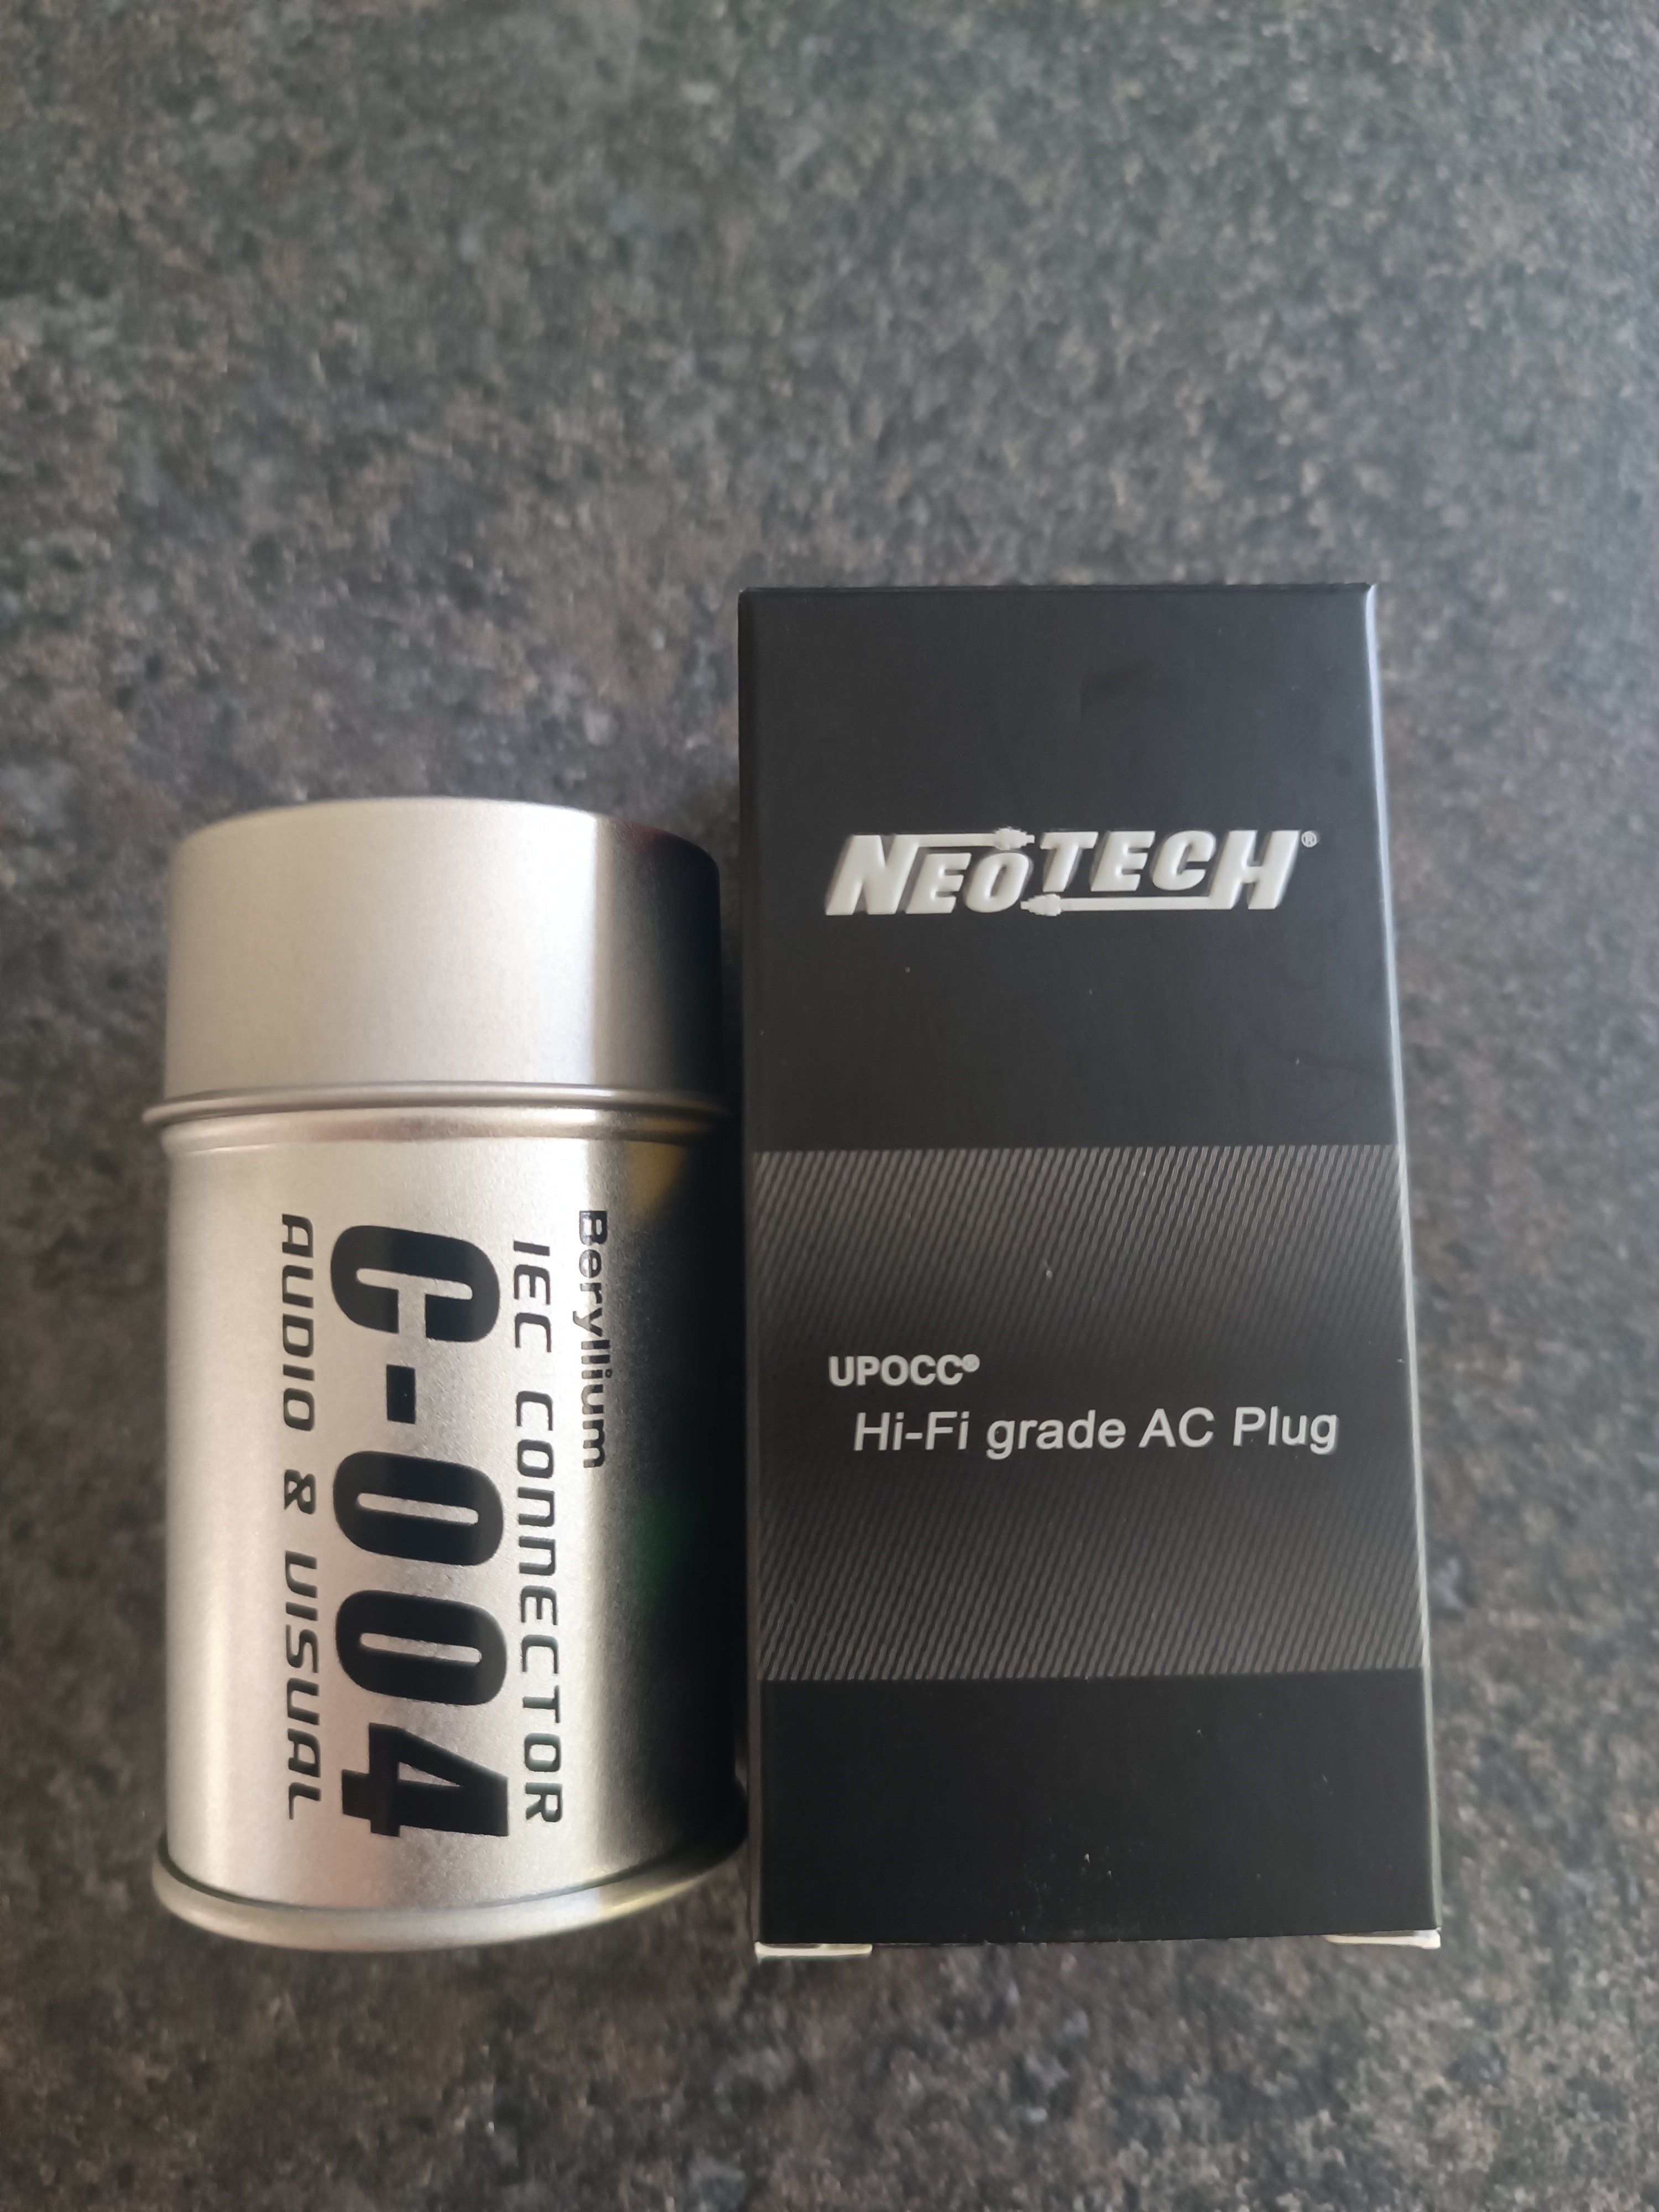 Beryllium
IEC CONNECTOR
C-004
AUDIO & VISUAL
NEOTECH®
UPOCC®
Hi-Fi grade AC Plug